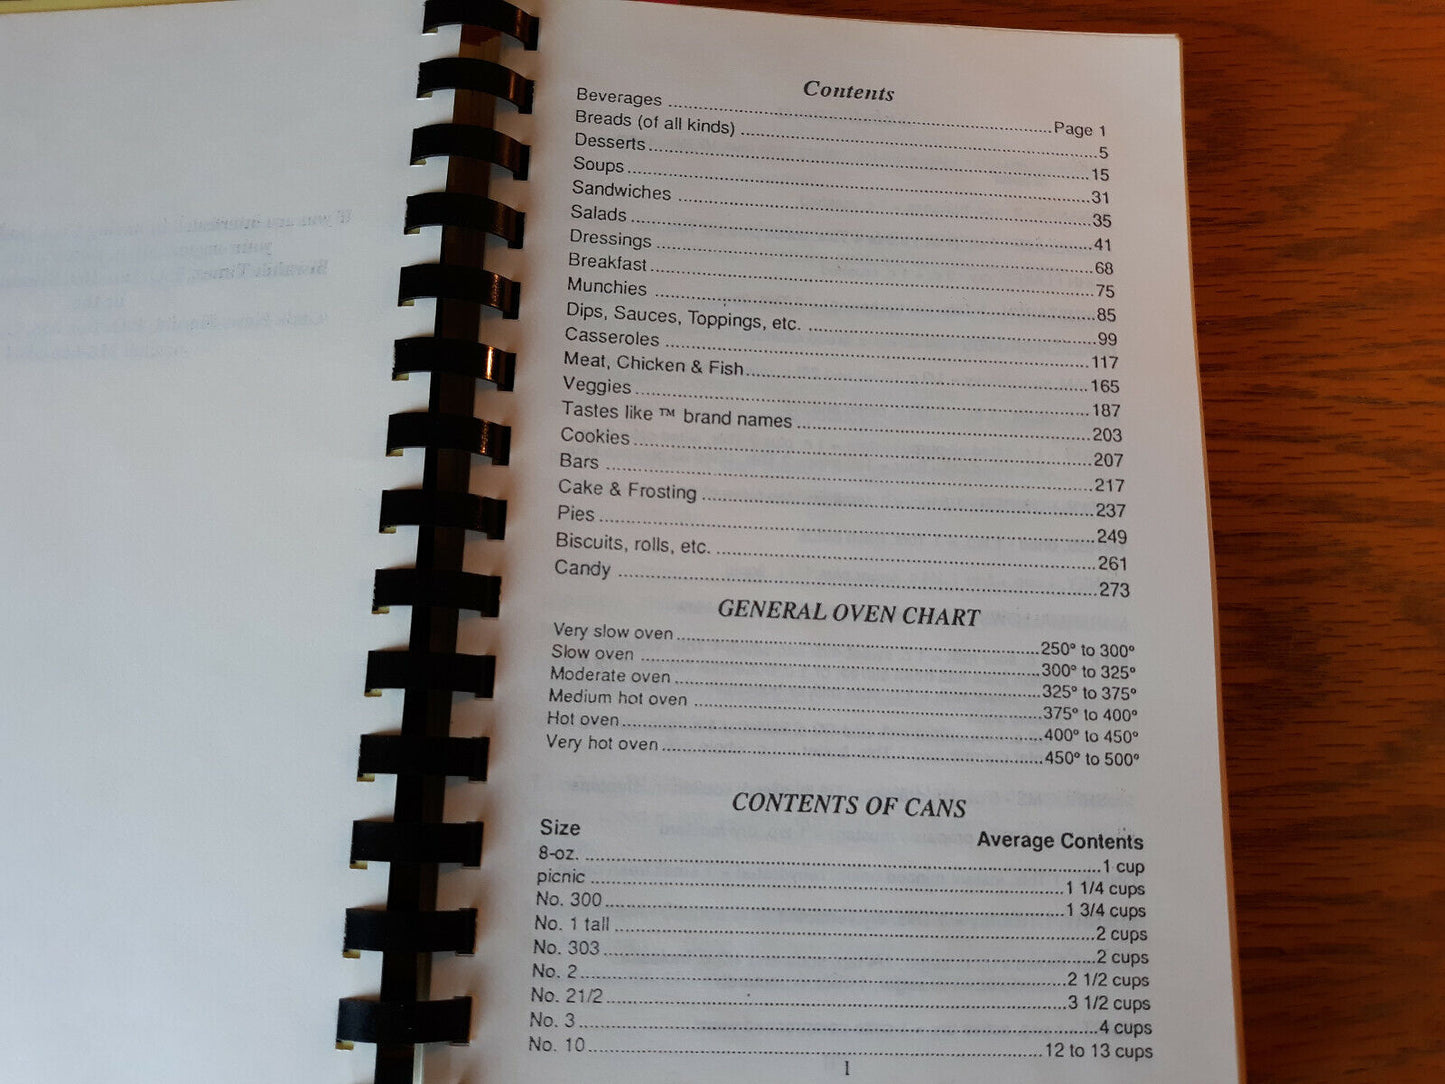 Contents
Beverages ........ Page 1
Breads (of all kinds) ........ 5
Desserts ........ 15
Soups ........ 31
Sandwiches ........ 35
Salads ........ 41
Dressings ........ 68
Breakfast ........ 75
Munchies ........ 85
Dips, Sauces, Toppings, etc. ........ 99
Casseroles ........ 117
Meat, Chicken & Fish ........ 165
Veggies ........ 187
Tastes like ™ brand names ........ 203
Cookies ........ 207
Bars ........ 217
Cake & Frosting ........ 237
Pies ........ 249
Biscuits, rolls, etc. ........ 261
Candy ........ 273
GENERAL OVEN CHART
Very slow oven ........ 250° to 300°
Slow oven ........ 300° to 325°
Moderate oven ........ 325° to 375°
Medium hot oven ........ 375° to 400°
Hot oven ........ 400° to 450°
Very hot oven ........ 450° to 500°
CONTENTS OF CANS
Size Average Contents
8-oz. ........ 1 cup
picnic ........ 1 1/4 cups
No. 300 ........ 1 3/4 cups
No. 1 tall ........ 2 cups
No. 303 ........ 2 cups
No. 2 ........ 2 1/2 cups
No. 21/2 ........ 3 1/2 cups
No. 3 ........ 4 cups
No. 10 ........ 12 to 13 cups
I